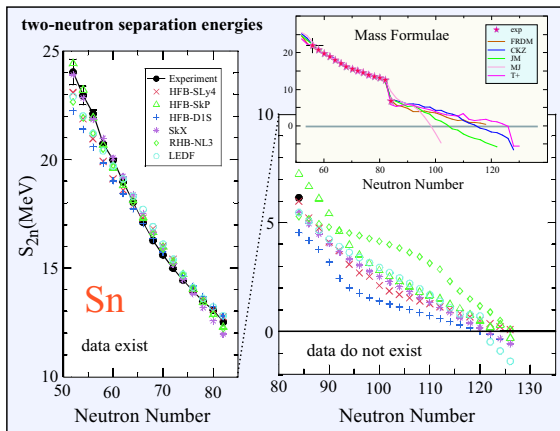 two-neutron separation energies
25
20
15
10
S2n(MeV)
Experiment
HFB-SLy4
HFB-SkP
HFB-D1S
SkX
RHB-NL3
LEDF
Sn
data exist
50 60 70 80
Neutron Number
Mass Formulae
exp
FRDM
CKZ
JM
MJ
T+
20
10
0
60 80 100 120
Neutron Number
10
5
0
data do not exist
80 90 100 110 120 130
Neutron Number